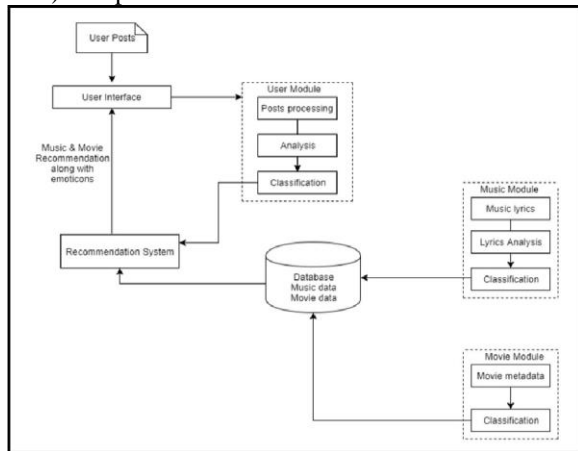 User Posts
User Interface
User Module
Posts processing
Analysis
Classification
Music & Movie
Recommendation
along with
emoticons
Recommendation System
Database
Music data
Movie data
Music Module
Music lyrics
Lyrics Analysis
Classification
Movie Module
Movie metadata
Classification